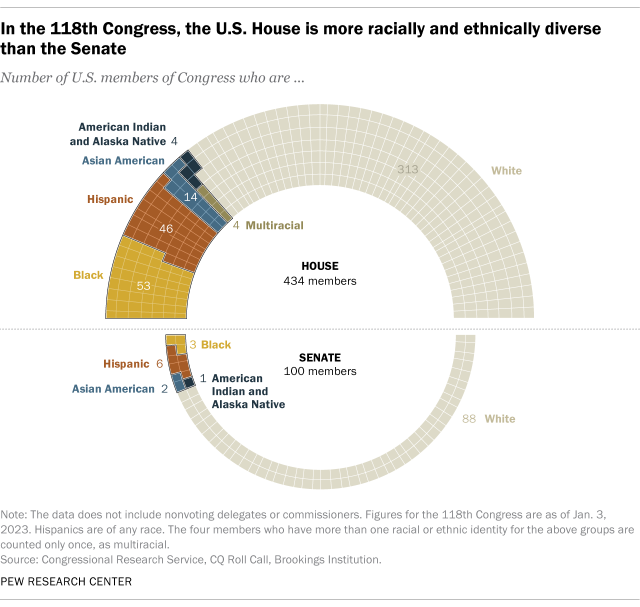 In the 118th Congress, the U.S. House is more racially and ethnically diverse
than the Senate
Number of U.S. members of Congress who are ...
American Indian
and Alaska Native 4
Asian American
14
313
White
Hispanic
46
4 Multiracial
Black
53
HOUSE
434 members
3 Black
Hispanic 6
Asian American 2
1 American
Indian and
Alaska Native
SENATE
100 members
88 White
Note: The data does not include nonvoting delegates or commissioners. Figures for the 118th Congress are as of Jan. 3,
2023. Hispanics are of any race. The four members who have more than one racial or ethnic identity for the above groups are
counted only once, as multiracial.
Source: Congressional Research Service, CQ Roll Call, Brookings Institution.
PEW RESEARCH CENTER